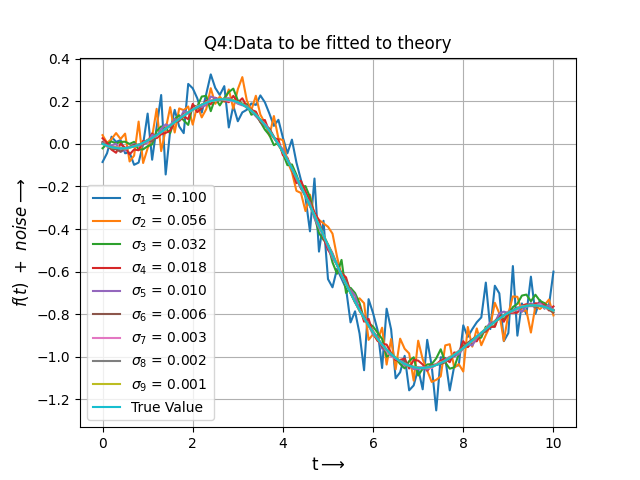 Q4:Data to be fitted to theory
0.4
0.2
0.0
−0.2
−0.4
−0.6
−0.8
−1.0
−1.2
f(t) + noise⟶
σ₁ = 0.100
σ₂ = 0.056
σ₃ = 0.032
σ₄ = 0.018
σ₅ = 0.010
σ₆ = 0.006
σ₇ = 0.003
σ₈ = 0.002
σ₉ = 0.001
True Value
0 2 4 6 8 10
t⟶